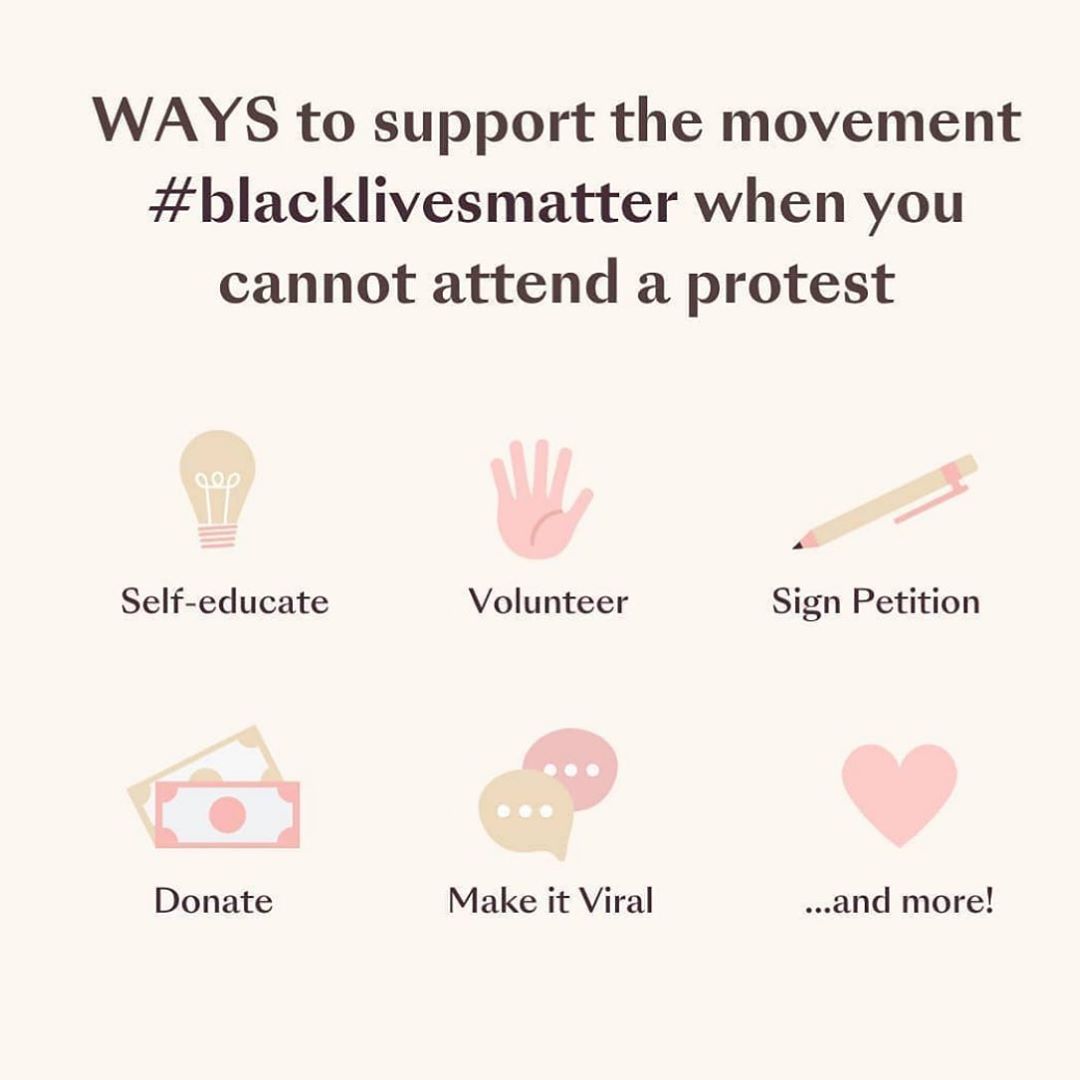 WAYS to support the movement
#blacklivesmatter when you
cannot attend a protest
Self-educate
Volunteer
Sign Petition
Donate
Make it Viral
...and more!